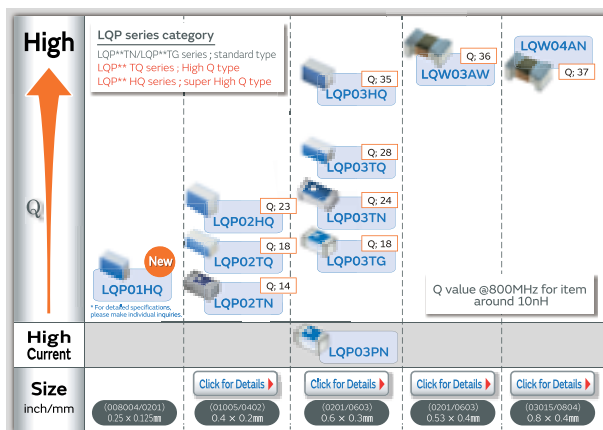 High
LQP series category
LQP**TN/LQP**TG series ; standard type
LQP** TQ series ; High Q type
LQP** HQ series ; super High Q type
Q
Q; 35
LQP03HQ
Q; 36
LQW03AW
LQW04AN
Q; 37
Q; 28
LQP03TQ
Q; 23
LQP02HQ
Q; 24
LQP03TN
New
LQP01HQ
Q; 18
LQP02TQ
Q; 18
LQP03TG
* For detailed specifications,
please make individual inquiries.
Q; 14
LQP02TN
Q value @800MHz for item
around 10nH
High
Current
LQP03PN
Size
inch/mm
Click for Details
Click for Details
Click for Details
Click for Details
(008004/0201)
0.25 × 0.125mm
(01005/0402)
0.4 × 0.2mm
(0201/0603)
0.6 × 0.3mm
(0201/0603)
0.53 × 0.4mm
(03015/0804)
0.8 × 0.4mm